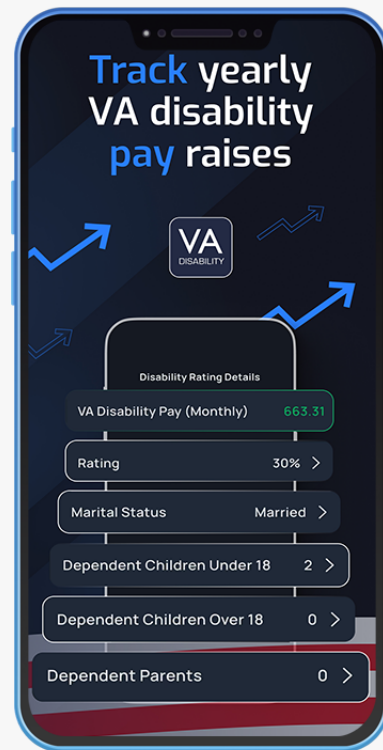 Track yearly
VA disability
pay raises
VA
DISABILITY
Disability Rating Details
VA Disability Pay (Monthly) 663.31
Rating 30%
Marital Status Married
Dependent Children Under 18 2
Dependent Children Over 18 0
Dependent Parents 0